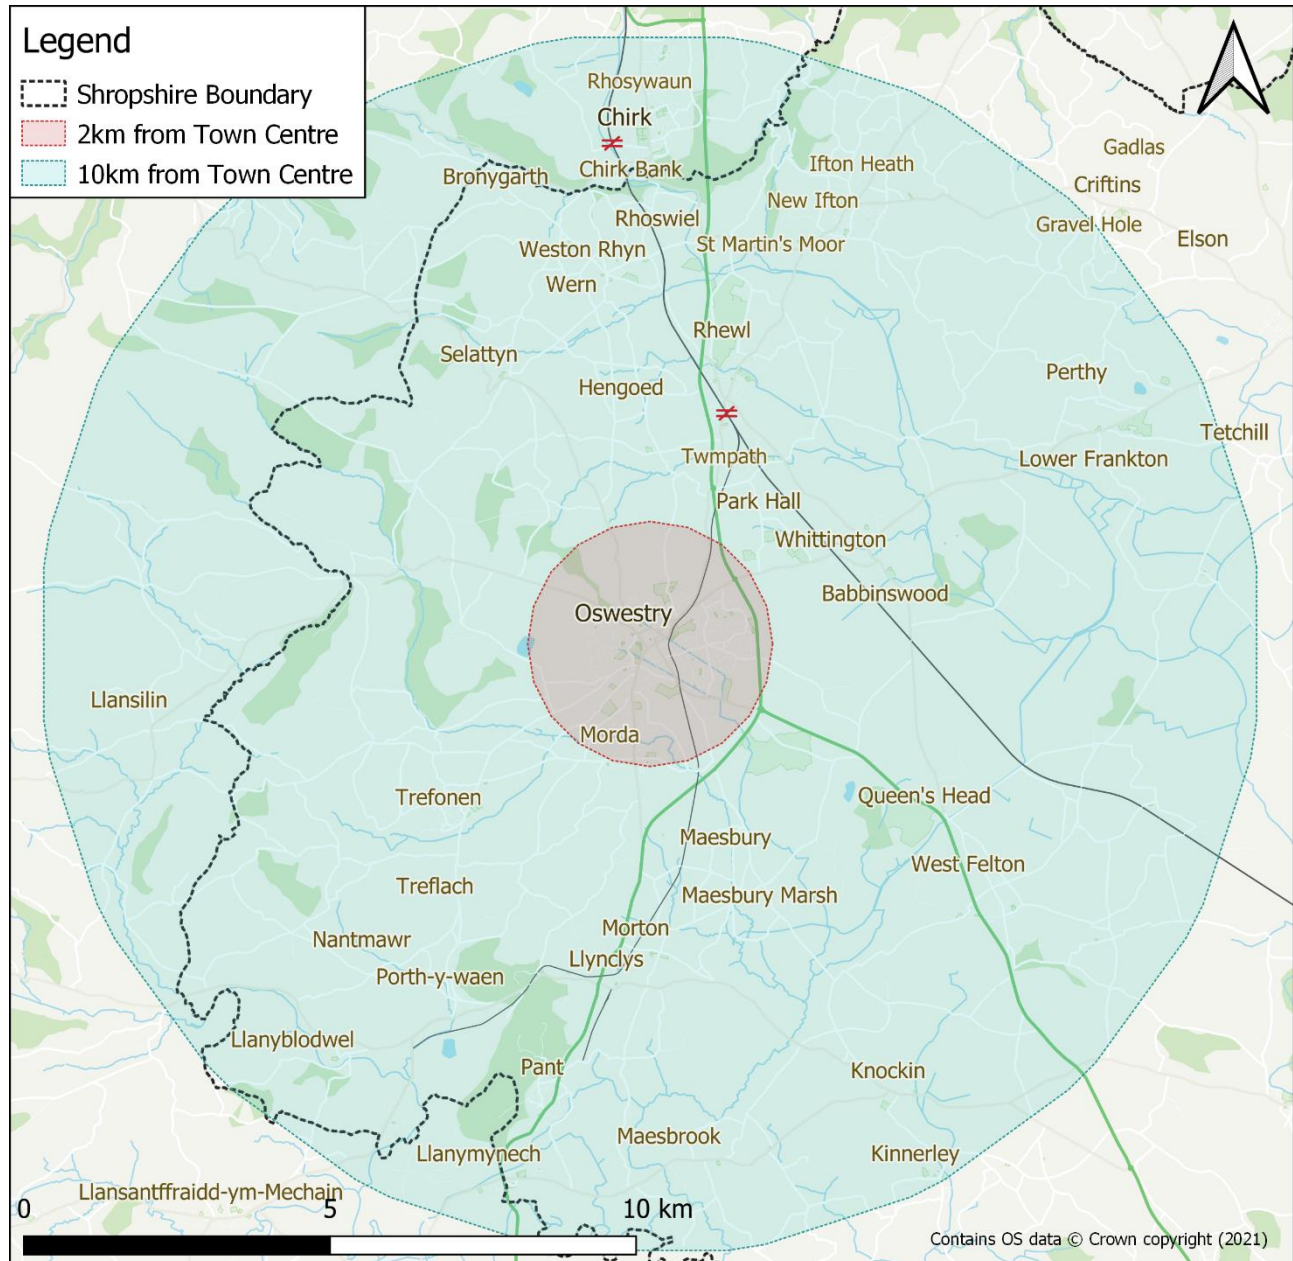 Legend
Shropshire Boundary
2km from Town Centre
10km from Town Centre
Rhosywaun
Chirk
Gadlas
Ifton Heath
Chirk Bank
Bronygarth
Criftins
New Ifton
Rhoswiel
Gravel Hole
Elson
St Martin's Moor
Weston Rhyn
Wern
Rhewl
Selattyn
Perthy
Hengoed
Tetchill
Twmpath
Lower Frankton
Park Hall
Whittington
Babbinswood
Oswestry
Llansilin
Morda
Trefonen
Queen's Head
Maesbury
West Felton
Treflach
Maesbury Marsh
Morton
Nantmawr
Llynclys
Porth-y-waen
Llanyblodwel
Pant
Knockin
Maesbrook
Llanymynech
Kinnerley
Llansantffraidd-ym-Mechain
0 5 10 km
Contains OS data © Crown copyright (2021)